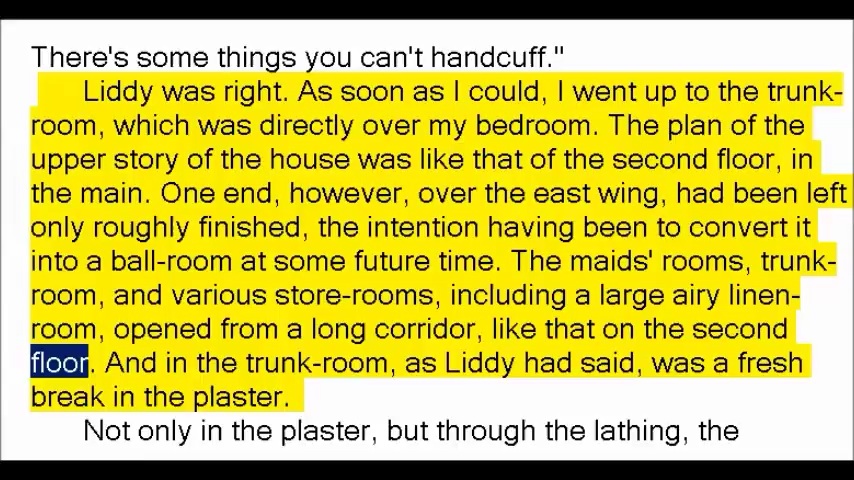 There's some things you can't handcuff."
Liddy was right. As soon as I could, I went up to the trunk-
room, which was directly over my bedroom. The plan of the
upper story of the house was like that of the second floor, in
the main. One end, however, over the east wing, had been left
only roughly finished, the intention having been to convert it
into a ball-room at some future time. The maids' rooms, trunk-
room, and various store-rooms, including a large airy linen-
room, opened from a long corridor, like that on the second
floor. And in the trunk-room, as Liddy had said, was a fresh
break in the plaster.
Not only in the plaster, but through the lathing, the